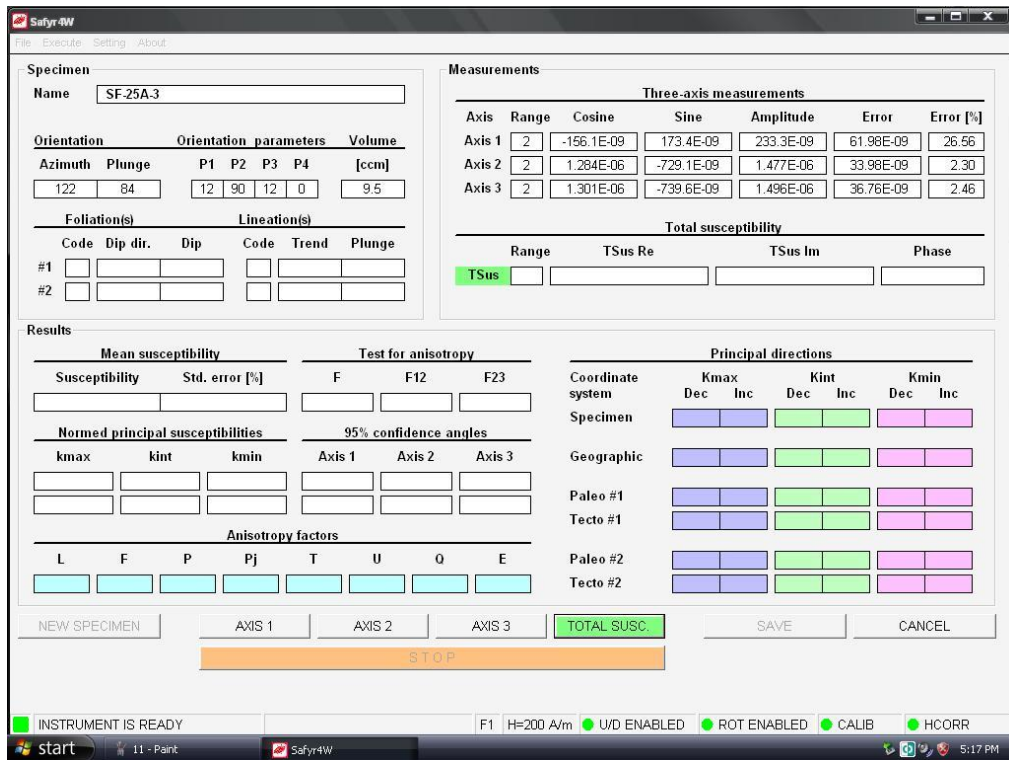 Safyr4W
File Execute Setting About
Specimen
Name SF-25A-3
Orientation Orientation parameters Volume
Azimuth Plunge P1 P2 P3 P4 [ccm]
122 84 12 90 12 0 9.5
Foliation(s) Lineation(s)
Code Dip dir. Dip Code Trend Plunge
#1
#2
Measurements
Three-axis measurements
Axis Range Cosine Sine Amplitude Error Error [%]
Axis 1 2 -156.1E-09 173.4E-09 233.3E-09 61.98E-09 26.56
Axis 2 2 1.284E-06 -729.1E-09 1.477E-06 33.98E-09 2.30
Axis 3 2 1.301E-06 -739.6E-09 1.496E-06 36.76E-09 2.46
Total susceptibility
Range TSus Re TSus Im Phase
TSus
Results
Mean susceptibility
Susceptibility Std. error [%]
Test for anisotropy
F F12 F23
Normed principal susceptibilities
kmax kint kmin
95% confidence angles
Axis 1 Axis 2 Axis 3
Anisotropy factors
L F P Pj T U Q E
Principal directions
Coordinate system Kmax Kint Kmin
Dec Inc Dec Inc Dec Inc
Specimen
Geographic
Paleo #1
Tecto #1
Paleo #2
Tecto #2
NEW SPECIMEN AXIS 1 AXIS 2 AXIS 3 TOTAL SUSC. SAVE CANCEL
STOP
INSTRUMENT IS READY F1 H=200 A/m U/D ENABLED ROT ENABLED CALIB HCORR
start 11 - Paint Safyr4W 5:17 PM